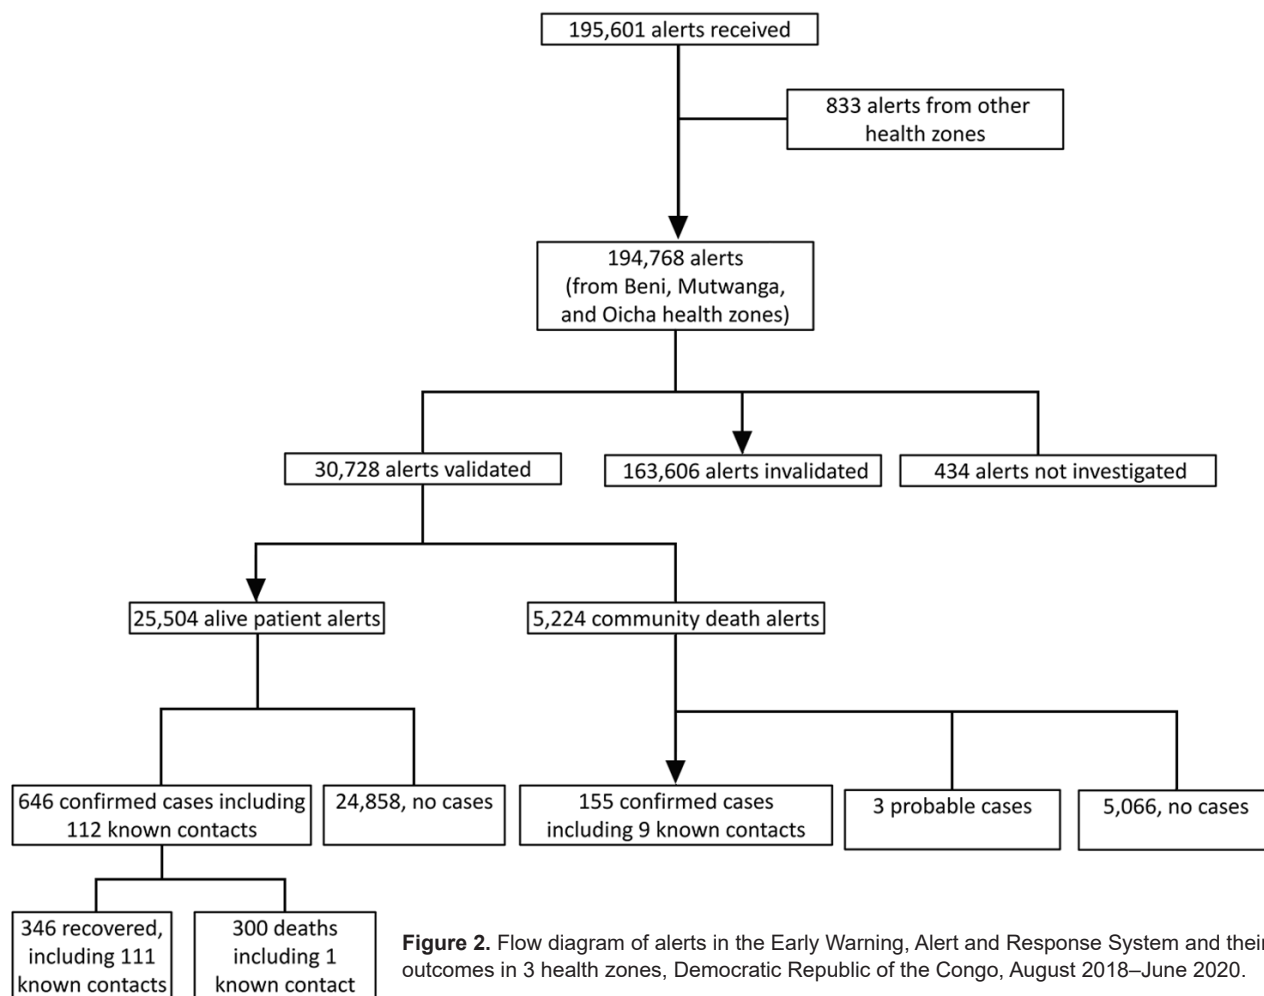 195,601 alerts received
833 alerts from other
health zones
194,768 alerts
(from Beni, Mutwanga,
and Oicha health zones)
30,728 alerts validated
163,606 alerts invalidated
434 alerts not investigated
25,504 alive patient alerts
5,224 community death alerts
646 confirmed cases including
112 known contacts
24,858, no cases
155 confirmed cases
including 9 known contacts
3 probable cases
5,066, no cases
346 recovered,
including 111
known contacts
300 deaths
including 1
known contact
Figure 2. Flow diagram of alerts in the Early Warning, Alert and Response System and their
outcomes in 3 health zones, Democratic Republic of the Congo, August 2018–June 2020.